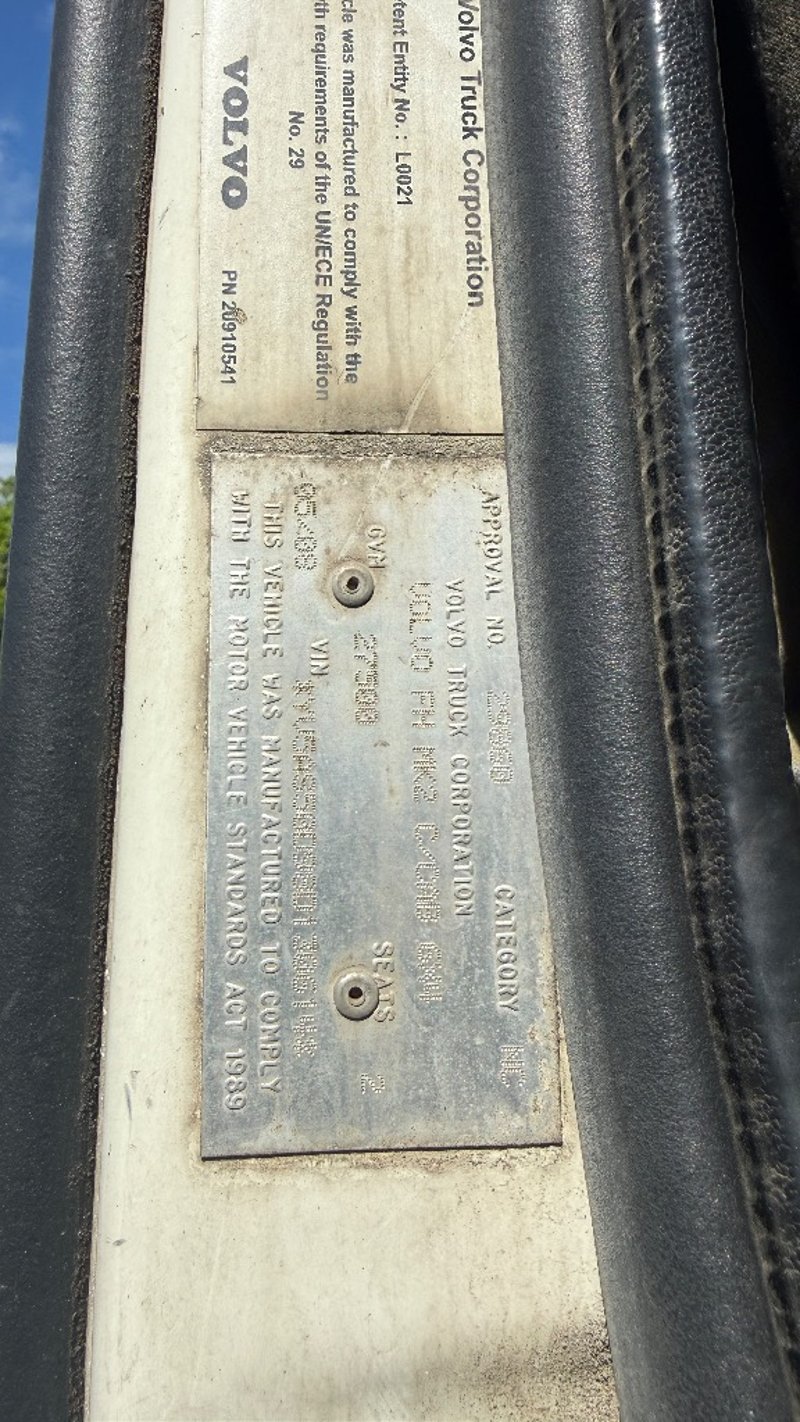 Volvo Truck Corporation
tent Entity No.: L0021
cle was manufactured to comply with the
th requirements of the UN/ECE Regulation
No. 29
VOLVO PN 20910541
APPROVAL NO. CATEGORY
VOLVO TRUCK CORPORATION
VOLVO FH MK2
GVM 27500 SEATS 2
VIN
THIS VEHICLE WAS MANUFACTURED TO COMPLY
WITH THE MOTOR VEHICLE STANDARDS ACT 1989